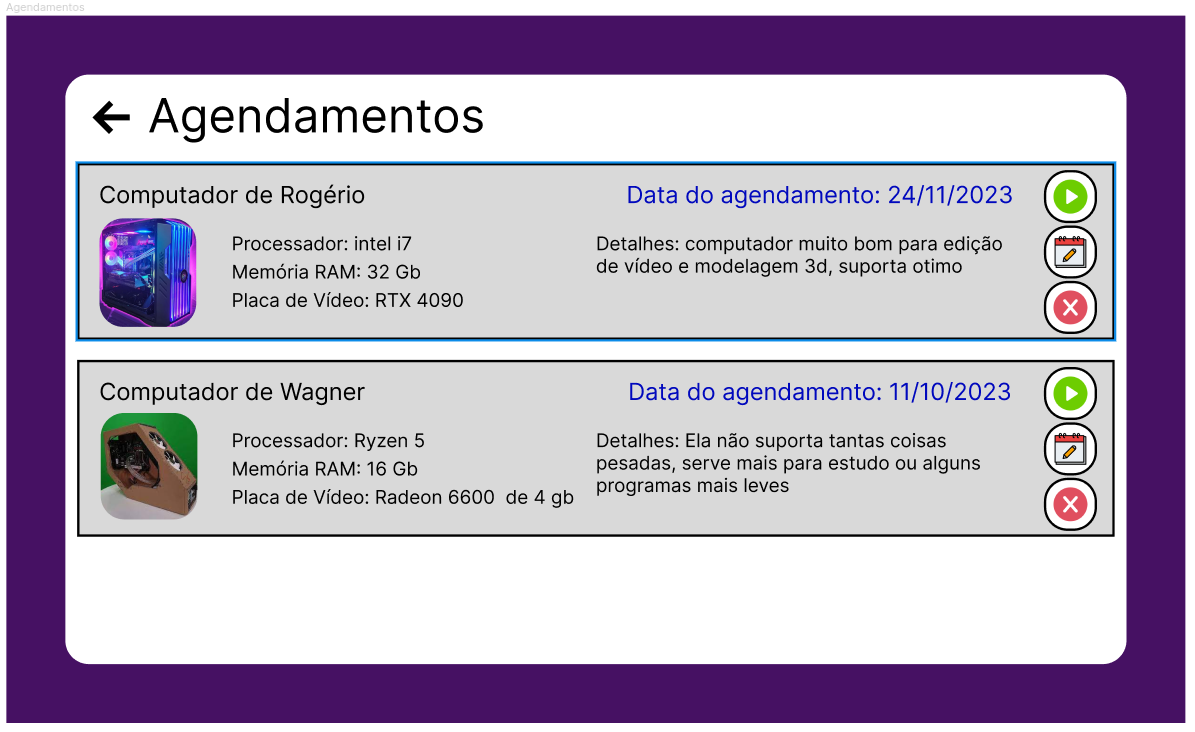 Agendamentos
Agendamentos
Computador de Rogério
Data do agendamento: 24/11/2023
Processador: intel i7
Memória RAM: 32 Gb
Placa de Vídeo: RTX 4090
Detalhes: computador muito bom para edição
de vídeo e modelagem 3d, suporta otimo
Computador de Wagner
Data do agendamento: 11/10/2023
Processador: Ryzen 5
Memória RAM: 16 Gb
Placa de Vídeo: Radeon 6600  de 4 gb
Detalhes: Ela não suporta tantas coisas
pesadas, serve mais para estudo ou alguns
programas mais leves